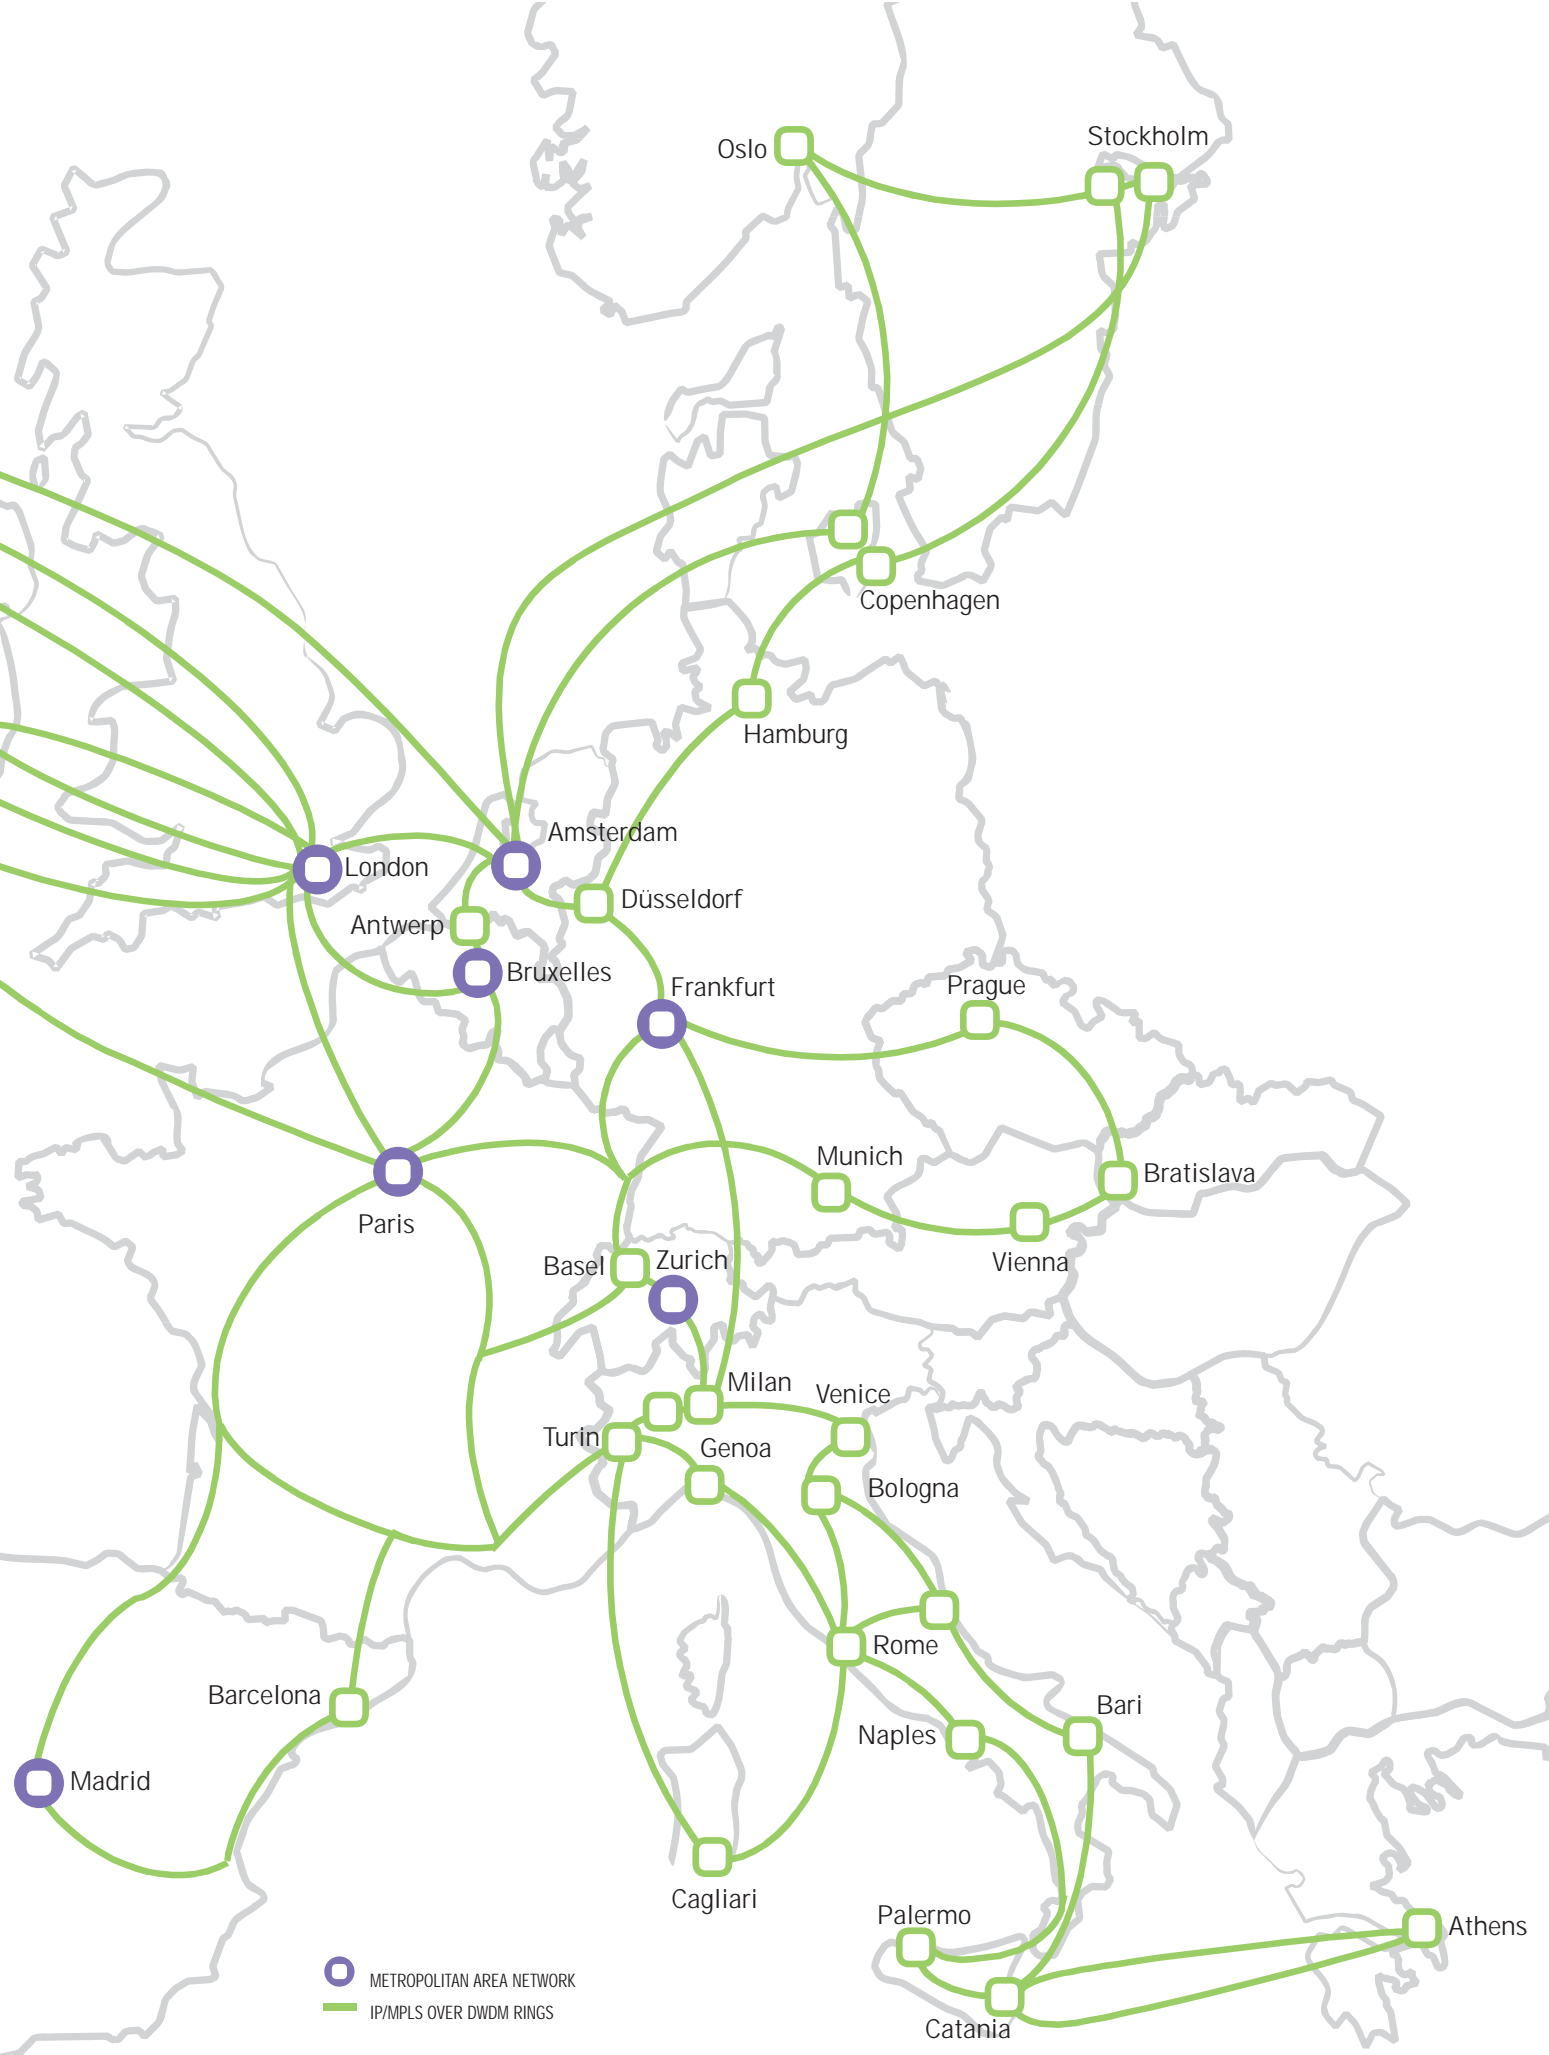 Stockholm
Oslo
Copenhagen
Hamburg
Amsterdam
London
Düsseldorf
Antwerp
Bruxelles
Frankfurt
Prague
Munich
Bratislava
Paris
Vienna
Basel
Zurich
Milan
Venice
Turin
Genoa
Bologna
Rome
Barcelona
Bari
Naples
Madrid
Cagliari
Palermo
Athens
METROPOLITAN AREA NETWORK
IP/MPLS OVER DWDM RINGS
Catania